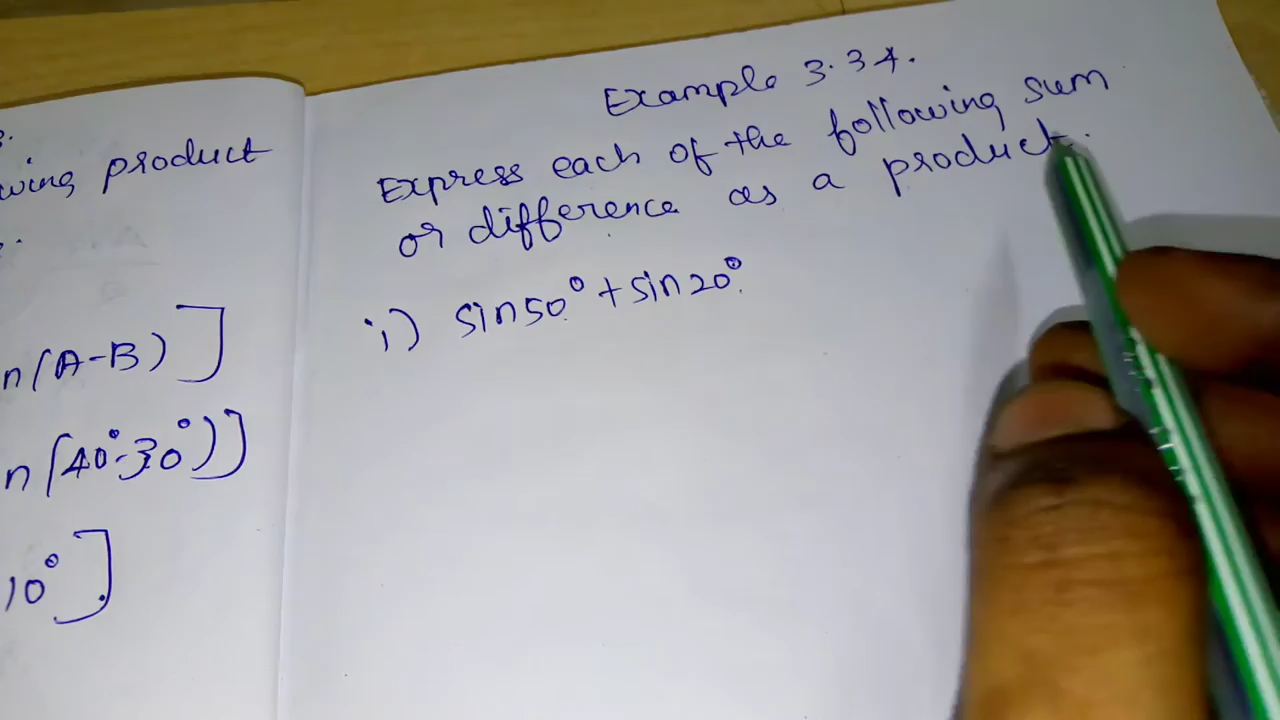 wing product
n(A-B)]
n[40°-30°)]
10°].
Example 3.34.
Express each of the following sum
or difference as a product.
i) sin50° + sin20°.